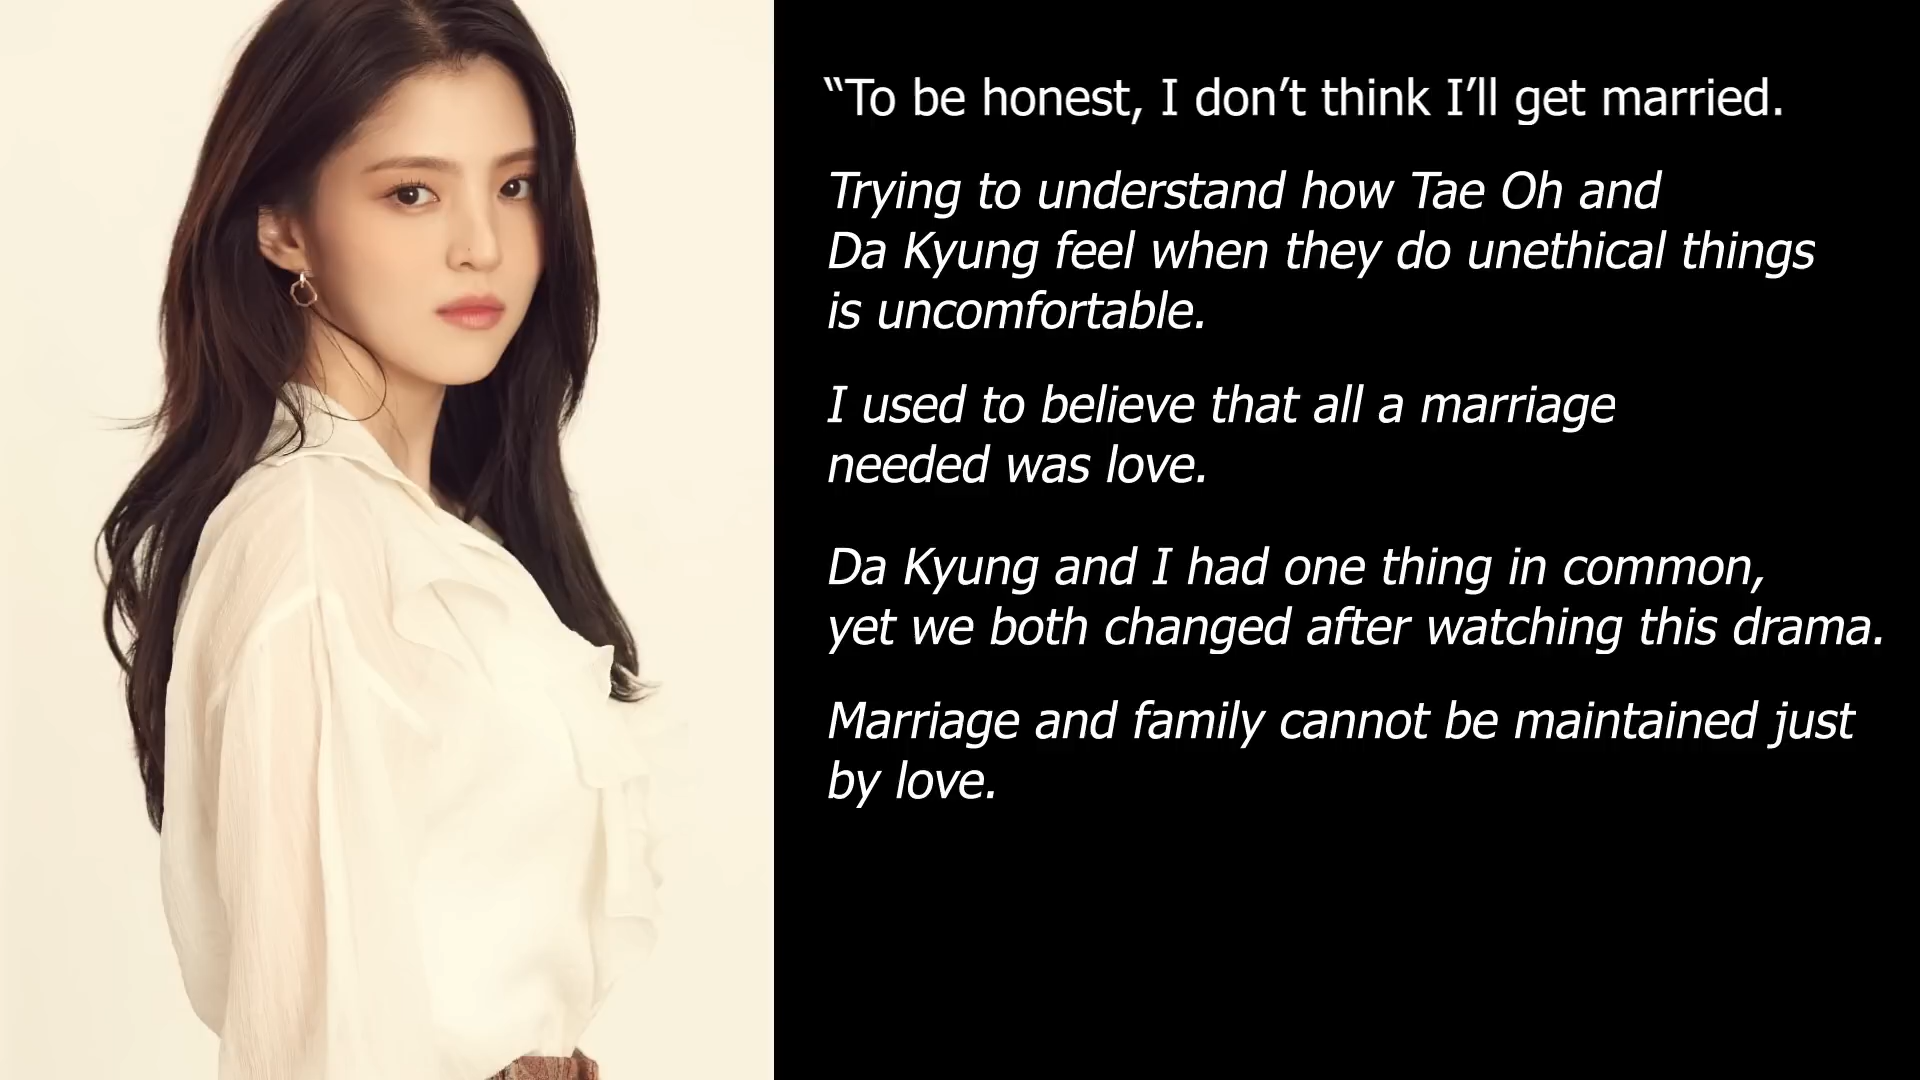 “To be honest, I don’t think I’ll get married.
Trying to understand how Tae Oh and
Da Kyung feel when they do unethical things
is uncomfortable.
I used to believe that all a marriage
needed was love.
Da Kyung and I had one thing in common,
yet we both changed after watching this drama.
Marriage and family cannot be maintained just
by love.